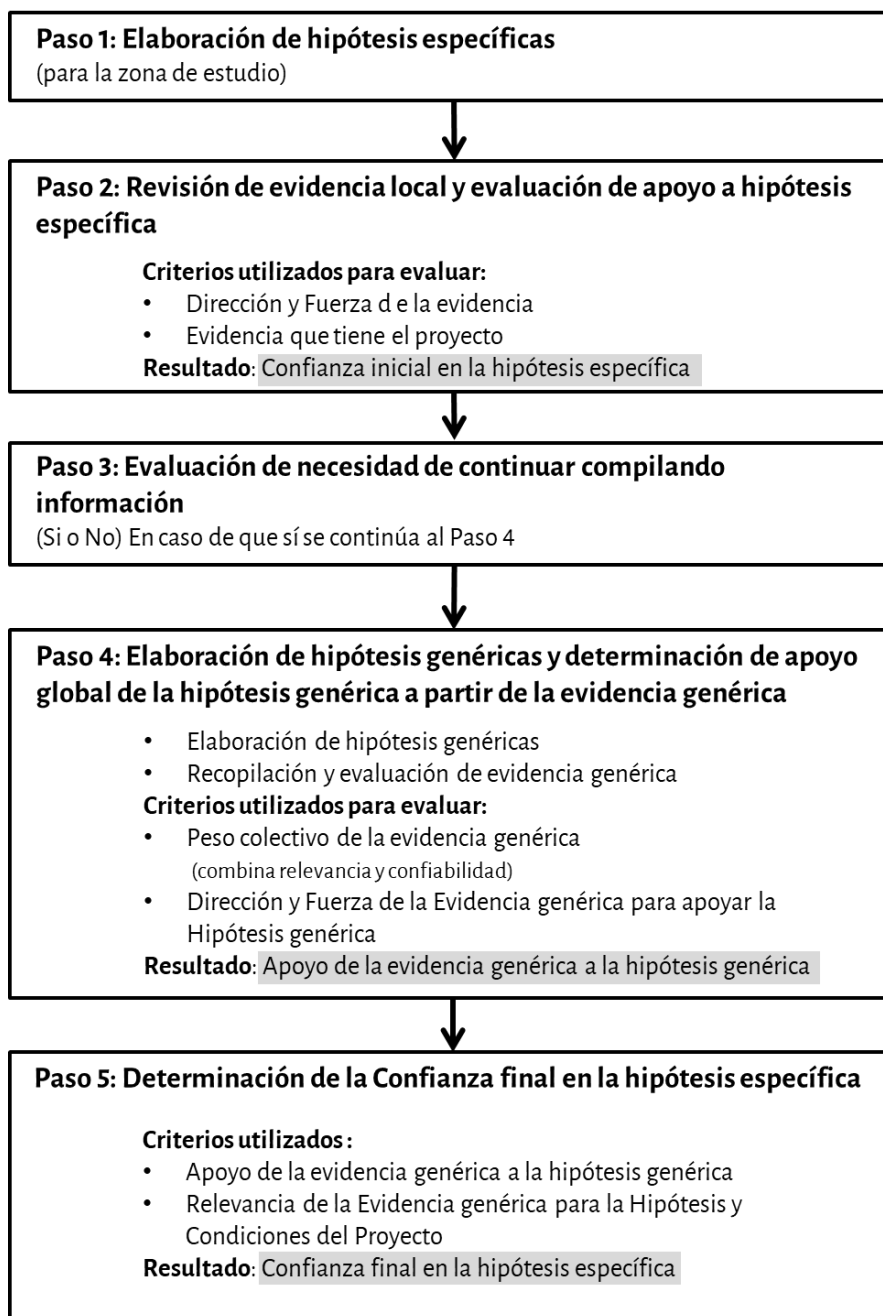 Paso 1: Elaboración de hipótesis específicas
(para la zona de estudio)
Paso 2: Revisión de evidencia local y evaluación de apoyo a hipótesis
específica
Criterios utilizados para evaluar:
• Dirección y Fuerza d e la evidencia
• Evidencia que tiene el proyecto
Resultado: Confianza inicial en la hipótesis específica
Paso 3: Evaluación de necesidad de continuar compilando
información
(Si o No) En caso de que sí se continúa al Paso 4
Paso 4: Elaboración de hipótesis genéricas y determinación de apoyo
global de la hipótesis genérica a partir de la evidencia genérica
• Elaboración de hipótesis genéricas
• Recopilación y evaluación de evidencia genérica
Criterios utilizados para evaluar:
• Peso colectivo de la evidencia genérica
(combina relevancia y confiabilidad)
• Dirección y Fuerza de la Evidencia genérica para apoyar la
Hipótesis genérica
Resultado: Apoyo de la evidencia genérica a la hipótesis genérica
Paso 5: Determinación de la Confianza final en la hipótesis específica
Criterios utilizados :
• Apoyo de la evidencia genérica a la hipótesis genérica
• Relevancia de la Evidencia genérica para la Hipótesis y
Condiciones del Proyecto
Resultado: Confianza final en la hipótesis específica